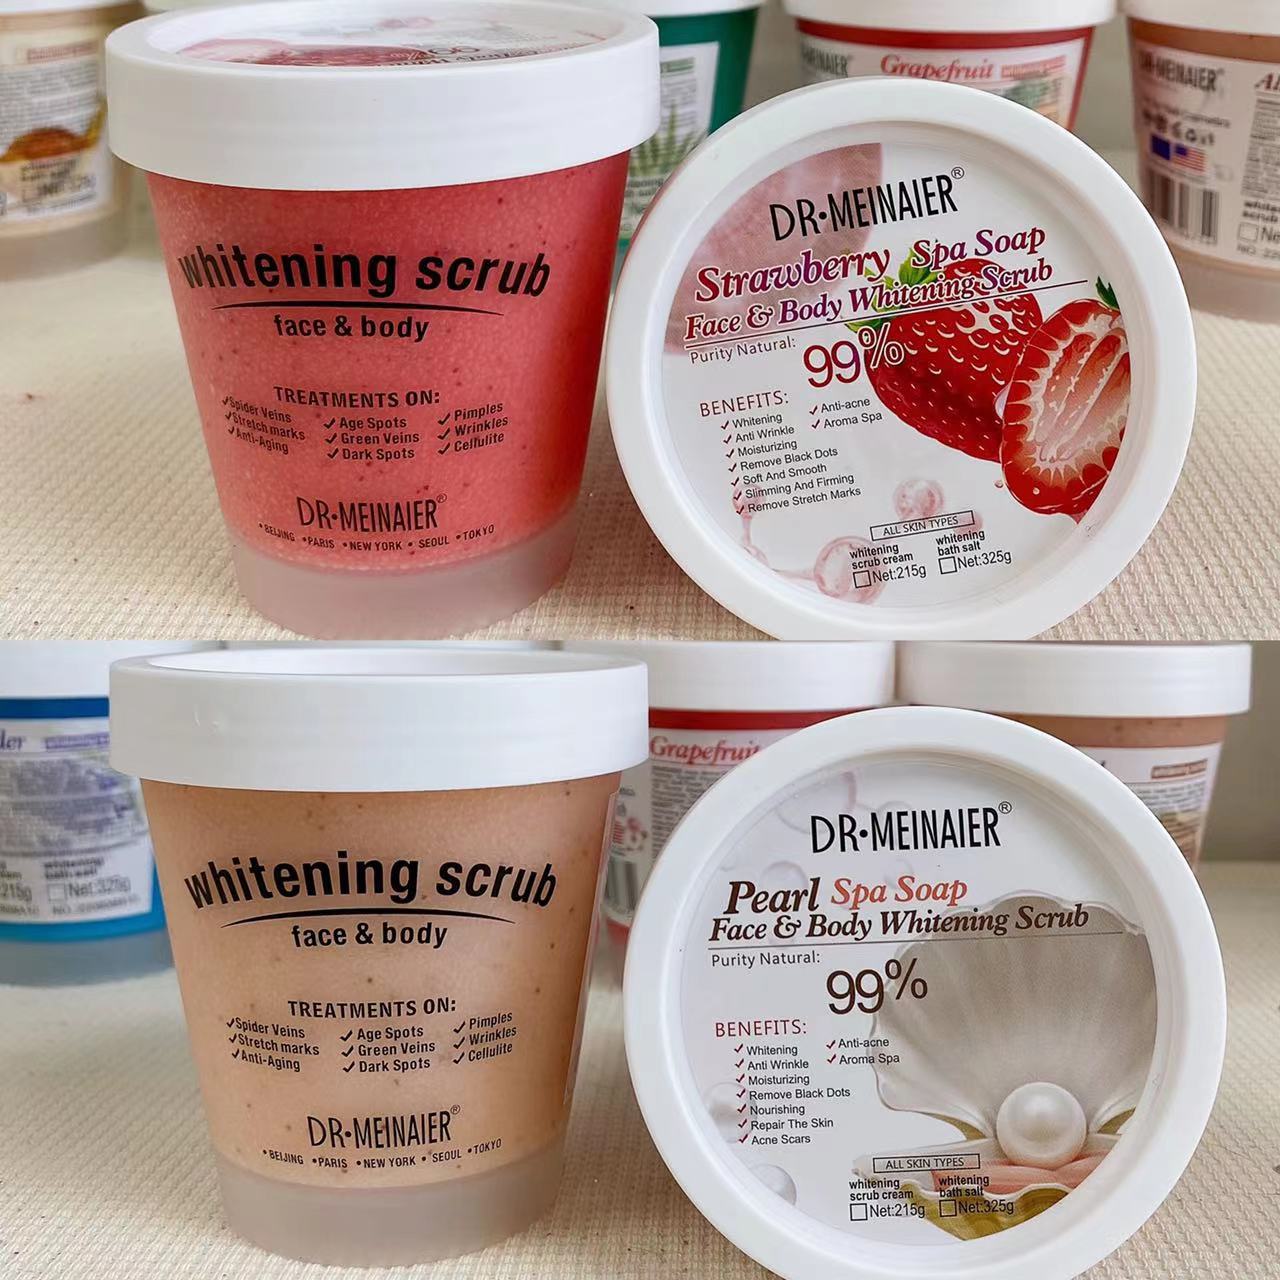 whitening scrub
face & body
TREATMENTS ON:
✓Spider Veins
✓Stretch marks
✓Anti-Aging
✓Age Spots
✓Green Veins
✓Dark Spots
✓Pimples
✓Wrinkles
✓Cellulite
DR·MEINAIER®
•BEIJING •PARIS •NEW YORK • SEOUL •TOKYO
DR·MEINAIER®
Strawberry Spa Soap
Face & Body Whitening Scrub
Purity Natural:
99%
BENEFITS:
✓Whitening
✓Anti Wrinkle
✓Moisturizing
✓Remove Black Dots
✓Soft And Smooth
✓Slimming And Firming
✓Remove Stretch Marks
✓Anti-acne
✓Aroma Spa
ALL SKIN TYPES
whitening
scrub cream
Net:215g
whitening
bath salt
Net:325g
Grapefruit
DR·MEINAIER®
whitening scrub
face & body
TREATMENTS ON:
✓Spider Veins
✓Stretch marks
✓Anti-Aging
✓Age Spots
✓Green Veins
✓Dark Spots
✓Pimples
✓Wrinkles
✓Cellulite
DR·MEINAIER®
•BEIJING •PARIS •NEW YORK • SEOUL •TOKYO
DR·MEINAIER®
Pearl Spa Soap
Face & Body Whitening Scrub
Purity Natural:
99%
BENEFITS:
✓Whitening
✓Anti Wrinkle
✓Moisturizing
✓Remove Black Dots
✓Nourishing
✓Repair The Skin
✓Acne Scars
✓Anti-acne
✓Aroma Spa
ALL SKIN TYPES
whitening
scrub cream
Net:215g
whitening
bath salt
Net:325g
Grapefruit
whitening
bath salt
215g
Net:325g